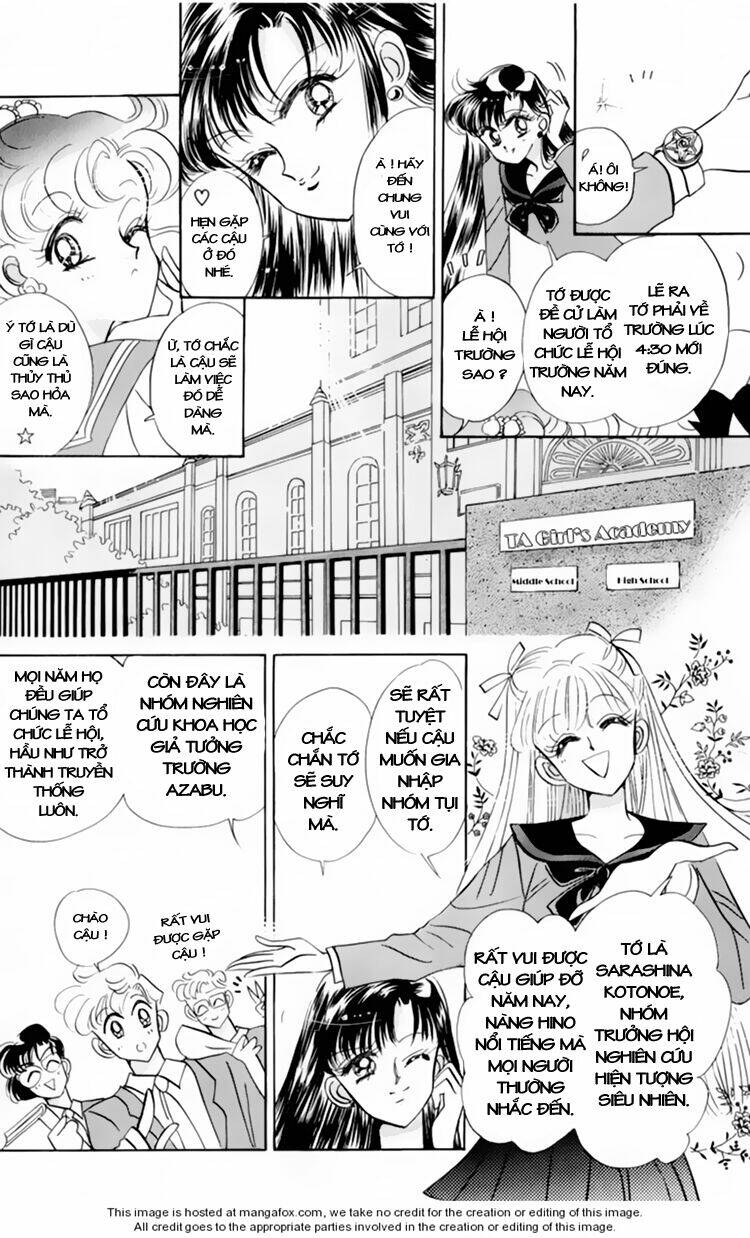 Á! ÔI
KHÔNG!
LẼ RA
TỚ PHẢI VỀ
TRƯỜNG LÚC
4:30 MỚI
ĐÚNG.
TỚ ĐƯỢC
ĐỀ CỬ LÀM
NGƯỜI TỔ
CHỨC LỄ HỘI
TRƯỜNG NĂM
NAY.
À !
LỄ HỘI
TRƯỜNG
SAO ?
À ! HÃY
ĐẾN
CHUNG
VUI
CÙNG VỚI
TỚ !
HẸN GẶP
CÁC CẬU
Ở ĐÓ
NHÉ.
Ừ, TỚ CHẮC
LÀ CẬU SẼ
LÀM VIỆC
ĐÓ DỄ
DÀNG
MÀ.
Ý TỚ LÀ DÙ
GÌ CẬU
CŨNG LÀ
THỦY THỦ
SAO HỎA
MÀ.
TA Girl's Academy
Middle School
High School
SẼ RẤT
TUYỆT
NẾU CẬU
MUỐN GIA
NHẬP
NHÓM TỤI
TỚ.
CHẮC
CHẮN TỚ
SẼ SUY
NGHĨ
MÀ.
TỚ LÀ
SARASHINA
KOTONOE,
NHÓM
TRƯỞNG HỘI
NGHIÊN CỨU
HIỆN TƯỢNG
SIÊU NHIÊN.
RẤT VUI ĐƯỢC
CẬU GIÚP ĐỠ
NĂM NAY,
NÀNG HINO
NỔI TIẾNG MÀ
MỌI NGƯỜI
THƯỜNG
NHẮC ĐẾN.
CÒN ĐÂY LÀ
NHÓM NGHIÊN
CỨU KHOA HỌC
GIẢ TƯỞNG
TRƯỜNG
AZABU.
MỌI NĂM HỌ
ĐỀU GIÚP
CHÚNG TA TỔ
CHỨC LỄ HỘI,
HẦU NHƯ TRỞ
THÀNH TRUYỀN
THỐNG
LUÔN.
RẤT VUI
ĐƯỢC GẶP
CẬU !
CHÀO
CẬU !
This image is hosted at mangafox.com, we take no credit for the creation or editing of this image.
All credit goes to the appropriate parties involved in the creation or editing of this image.